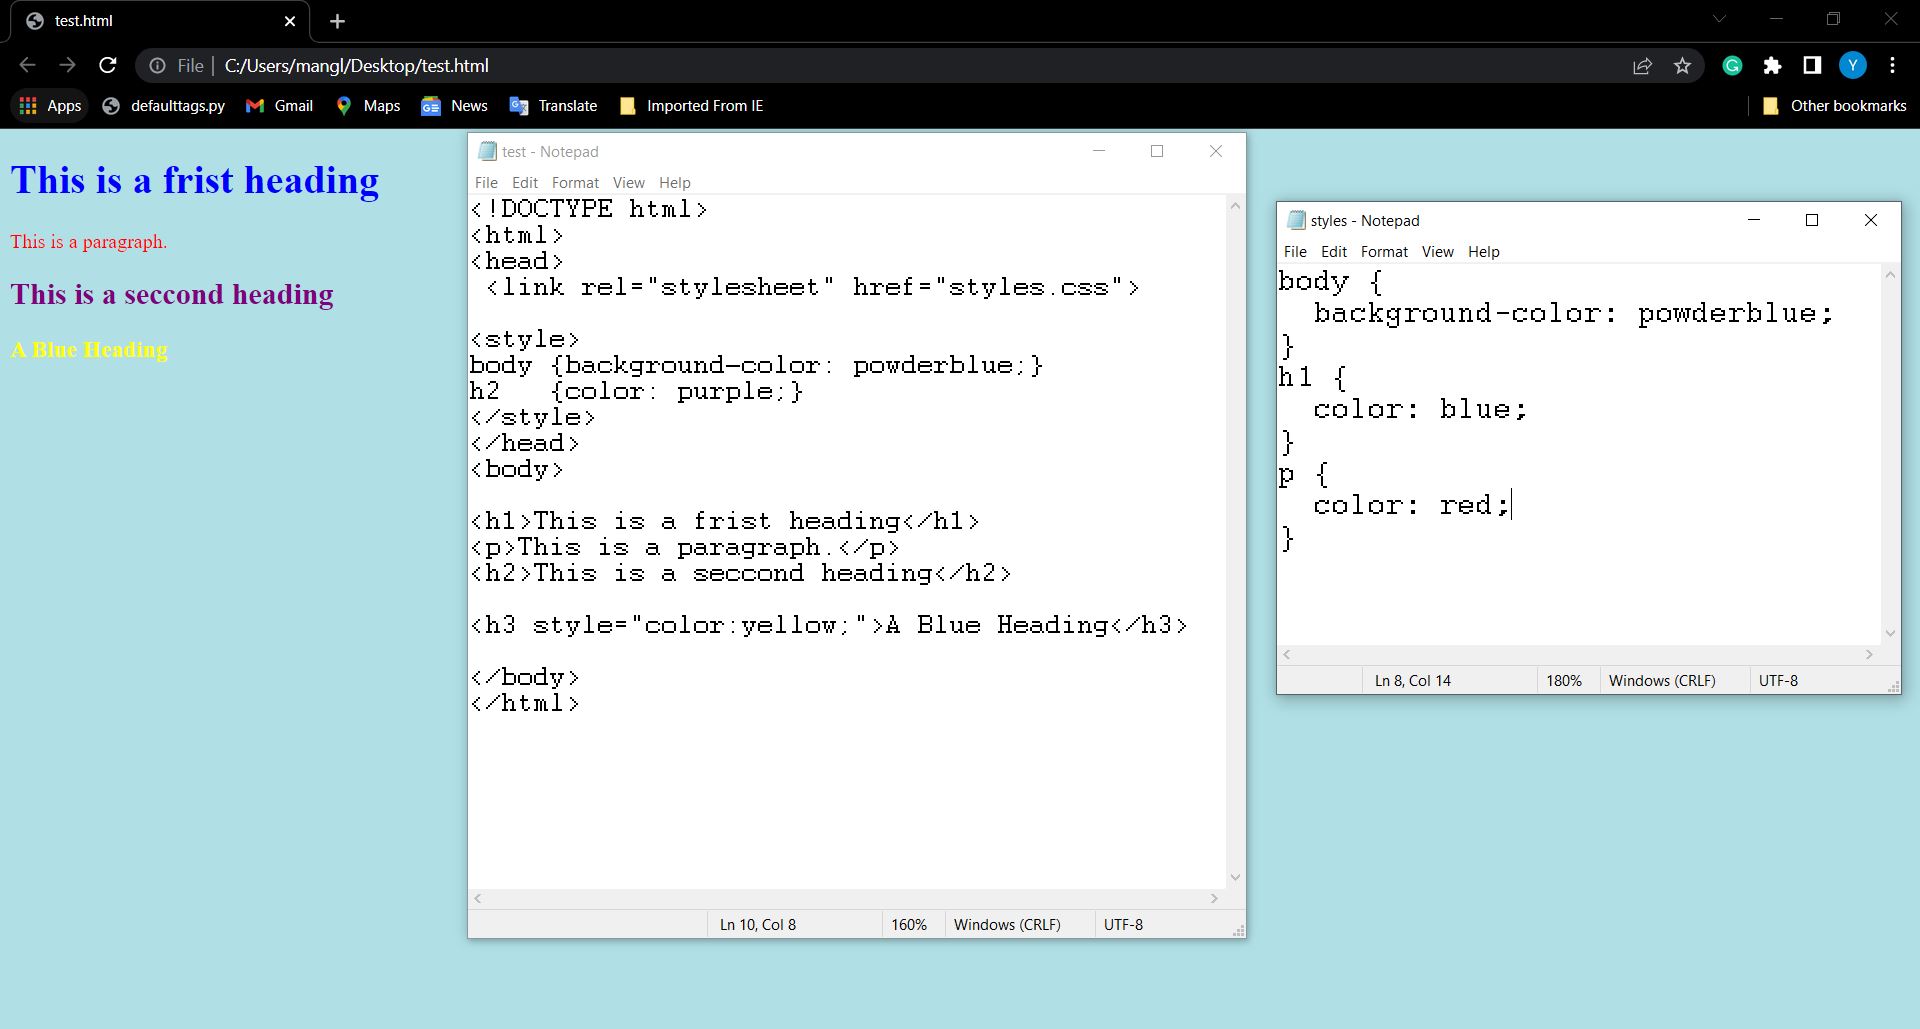 test.html
File C:/Users/mangl/Desktop/test.html
Y
Apps defaulttags.py Gmail Maps News Translate Imported From IE Other bookmarks
This is a frist heading
This is a paragraph.
This is a seccond heading
A Blue Heading
test - Notepad
File Edit Format View Help
<!DOCTYPE html>
<html>
<head>
 <link rel="stylesheet" href="styles.css">
<style>
body {background-color: powderblue;}
h2   {color: purple;}
</style>
</head>
<body>
<h1>This is a frist heading</h1>
<p>This is a paragraph.</p>
<h2>This is a seccond heading</h2>
<h3 style="color:yellow;">A Blue Heading</h3>
</body>
</html>
Ln 10, Col 8 160% Windows (CRLF) UTF-8
styles - Notepad
File Edit Format View Help
body {
  background-color: powderblue;
}
h1 {
  color: blue;
}
p {
  color: red;
}
Ln 8, Col 14 180% Windows (CRLF) UTF-8